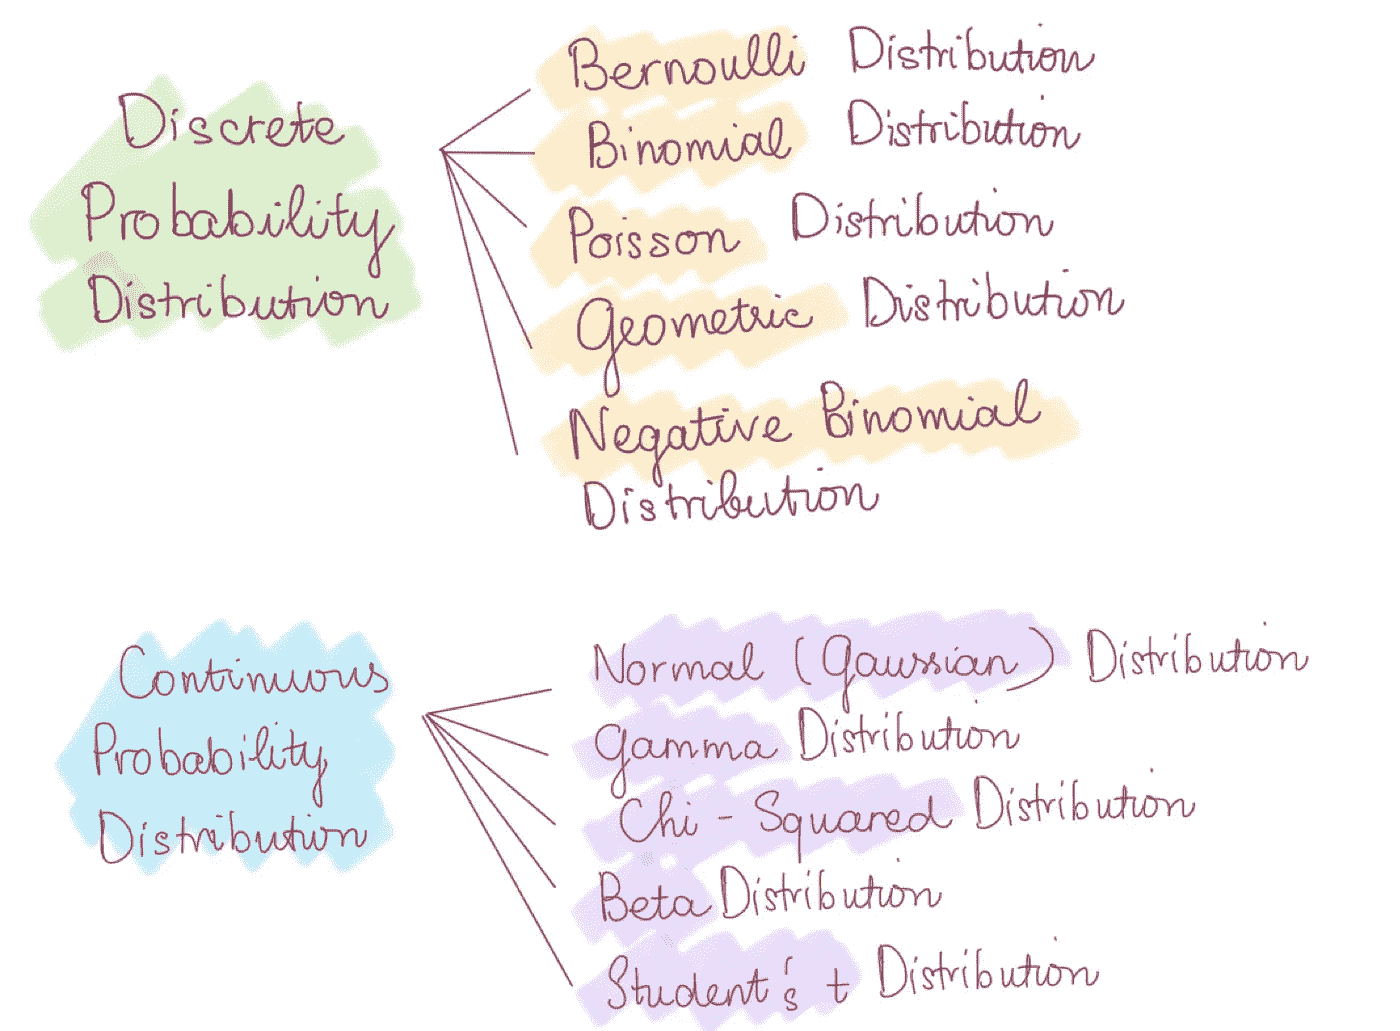 Discrete
Probability
Distribution
Bernoulli Distribution
Binomial Distribution
Poisson Distribution
Geometric Distribution
Negative Binomial
Distribution
Continuous
Probability
Distribution
Normal (Gaussian) Distribution
Gamma Distribution
Chi - Squared Distribution
Beta Distribution
Student's t Distribution